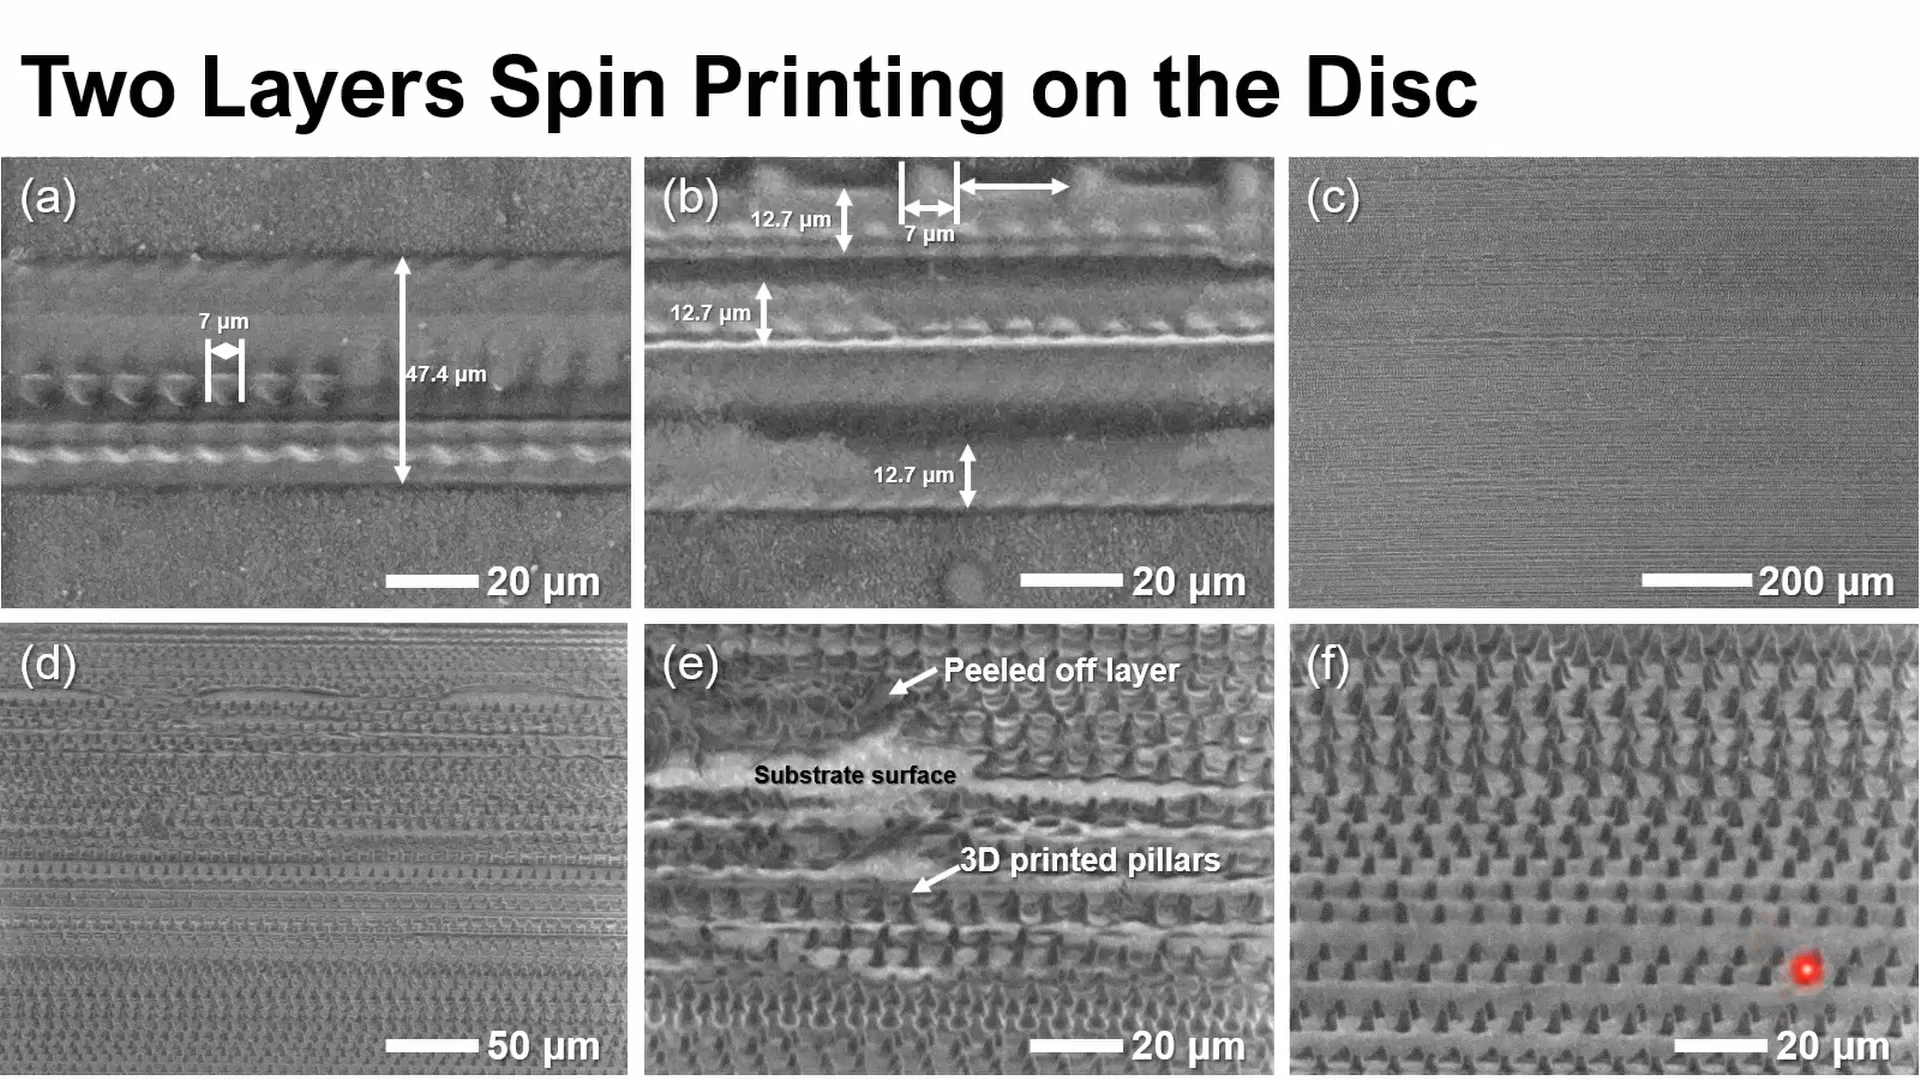 Two Layers Spin Printing on the Disc
(a)
7 µm
47.4 µm
20 µm
(b)
12.7 µm
7 µm
12.7 µm
12.7 µm
20 µm
(c)
200 µm
(d)
50 µm
(e)
Peeled off layer
Substrate surface
3D printed pillars
20 µm
(f)
20 µm